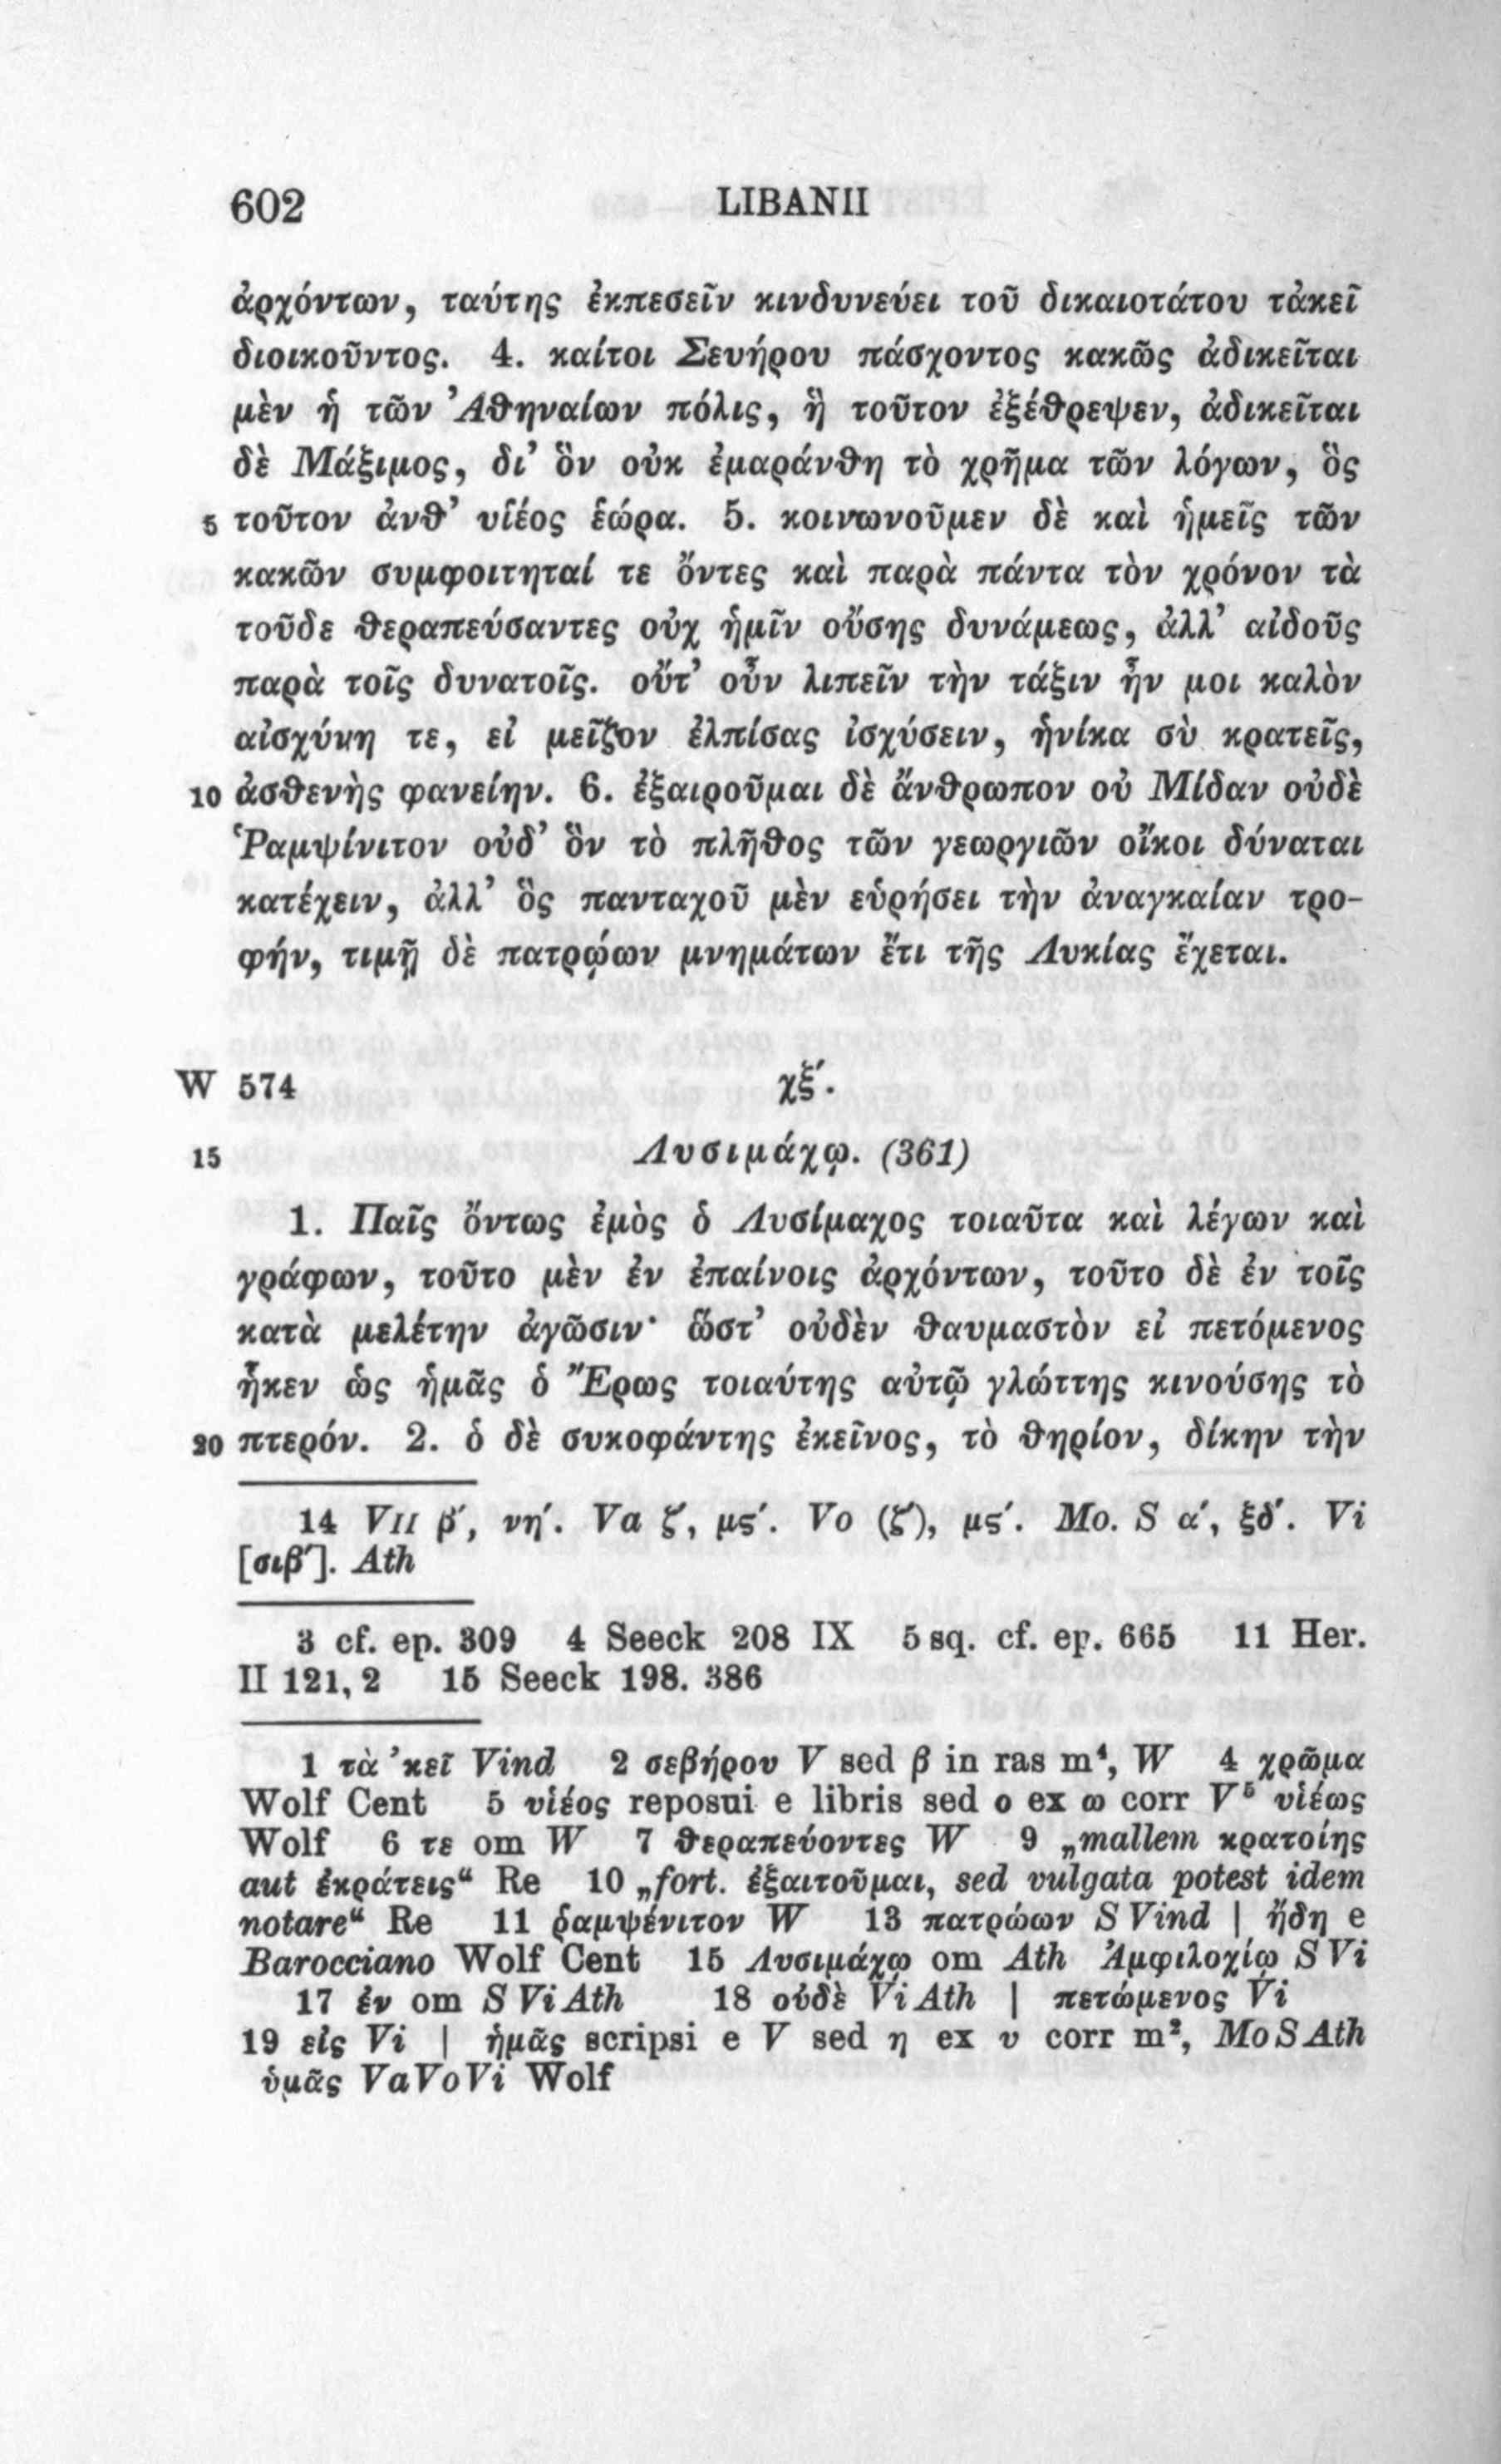 602 LIBANII
ἀρχόντων, ταύτης ἐκπεσεῖν κινδυνεύει τοῦ δικαιοτάτου τἀκεῖ
διοικοῦντος. 4. καίτοι Σευήρου πάσχοντος κακῶς ἀδικεῖται
μὲν ἡ τῶν Ἀθηναίων πόλις, ἣ τοῦτον ἐξέθρεψεν, ἀδικεῖται
δὲ Μάξιμος, δι’ ὃν οὐκ ἐμαράνθη τὸ χρῆμα τῶν λόγων, ὃς
5 τοῦτον ἀνθ’ υἱέος ἑώρα. 5. κοινωνοῦμεν δὲ καὶ ἡμεῖς τῶν
κακῶν συμφοιτηταί τε ὄντες καὶ παρὰ πάντα τὸν χρόνον τὰ
τοῦδε θεραπεύσαντες οὐχ ἡμῖν οὔσης δυνάμεως, ἀλλ’ αἰδοῦς
παρὰ τοῖς δυνατοῖς. οὔτ’ οὖν λιπεῖν τὴν τάξιν ἦν μοι καλὸν
αἰσχύνη τε, εἰ μεῖζον ἐλπίσας ἰσχύσειν, ἡνίκα σὺ κρατεῖς,
10 ἀσθενὴς φανείην. 6. ἐξαιροῦμαι δὲ ἄνθρωπον οὐ Μίδαν οὐδὲ
Ῥαμψίνιτον οὐδ’ ὃν τὸ πλῆθος τῶν γεωργιῶν οἴκοι δύναται
κατέχειν, ἀλλ’ ὃς πανταχοῦ μὲν εὑρήσει τὴν ἀναγκαίαν τρο-
φήν, τιμῇ δὲ πατρῴων μνημάτων ἔτι τῆς Λυκίας ἔχεται.
W 574 χξ′.
15 Λυσιμάχῳ. (361)
1. Παῖς ὄντως ἐμὸς ὁ Λυσίμαχος τοιαῦτα καὶ λέγων καὶ
γράφων, τοῦτο μὲν ἐν ἐπαίνοις ἀρχόντων, τοῦτο δὲ ἐν τοῖς
κατὰ μελέτην ἀγῶσιν· ὥστ’ οὐδὲν θαυμαστὸν εἰ πετόμενος
ἧκεν ὡς ἡμᾶς ὁ Ἔρως τοιαύτης αὐτῷ γλώττης κινούσης τὸ
20 πτερόν. 2. ὁ δὲ συκοφάντης ἐκεῖνος, τὸ θηρίον, δίκην τὴν
14 VII β′, νη′. Va ζ′, μς′. Vo (ζ′), μς′. Mo. S α′, ξδ′. Vi
[σιβ′]. Ath
3 cf. ep. 309 4 Seeck 208 IX 5 sq. cf. ep. 665 11 Her.
II 121, 2 15 Seeck 198. 386
1 τὰ ’κεῖ Vind 2 σεβήρου V sed β in ras m⁴, W 4 χρῶμα
Wolf Cent 5 υἱέος reposui e libris sed ο ex ω corr V⁵ υἱέως
Wolf 6 τε om W 7 θεραπεύοντες W 9 „mallem κρατοίης
aut ἐκράτεις“ Re 10 „fort. ἐξαιτοῦμαι, sed vulgata potest idem
notare“ Re 11 ῥαμψένιτον W 13 πατρώων S Vind | ἤδη e
Barocciano Wolf Cent 15 Λυσιμάχῳ om Ath Ἀμφιλοχίῳ S Vi
17 ἐν om S Vi Ath 18 οὐδὲ Vi Ath | πετώμενος Vi
19 εἰς Vi | ἡμᾶς scripsi e V sed η ex υ corr m², Mo S Ath
ὑμᾶς Va Vo Vi Wolf